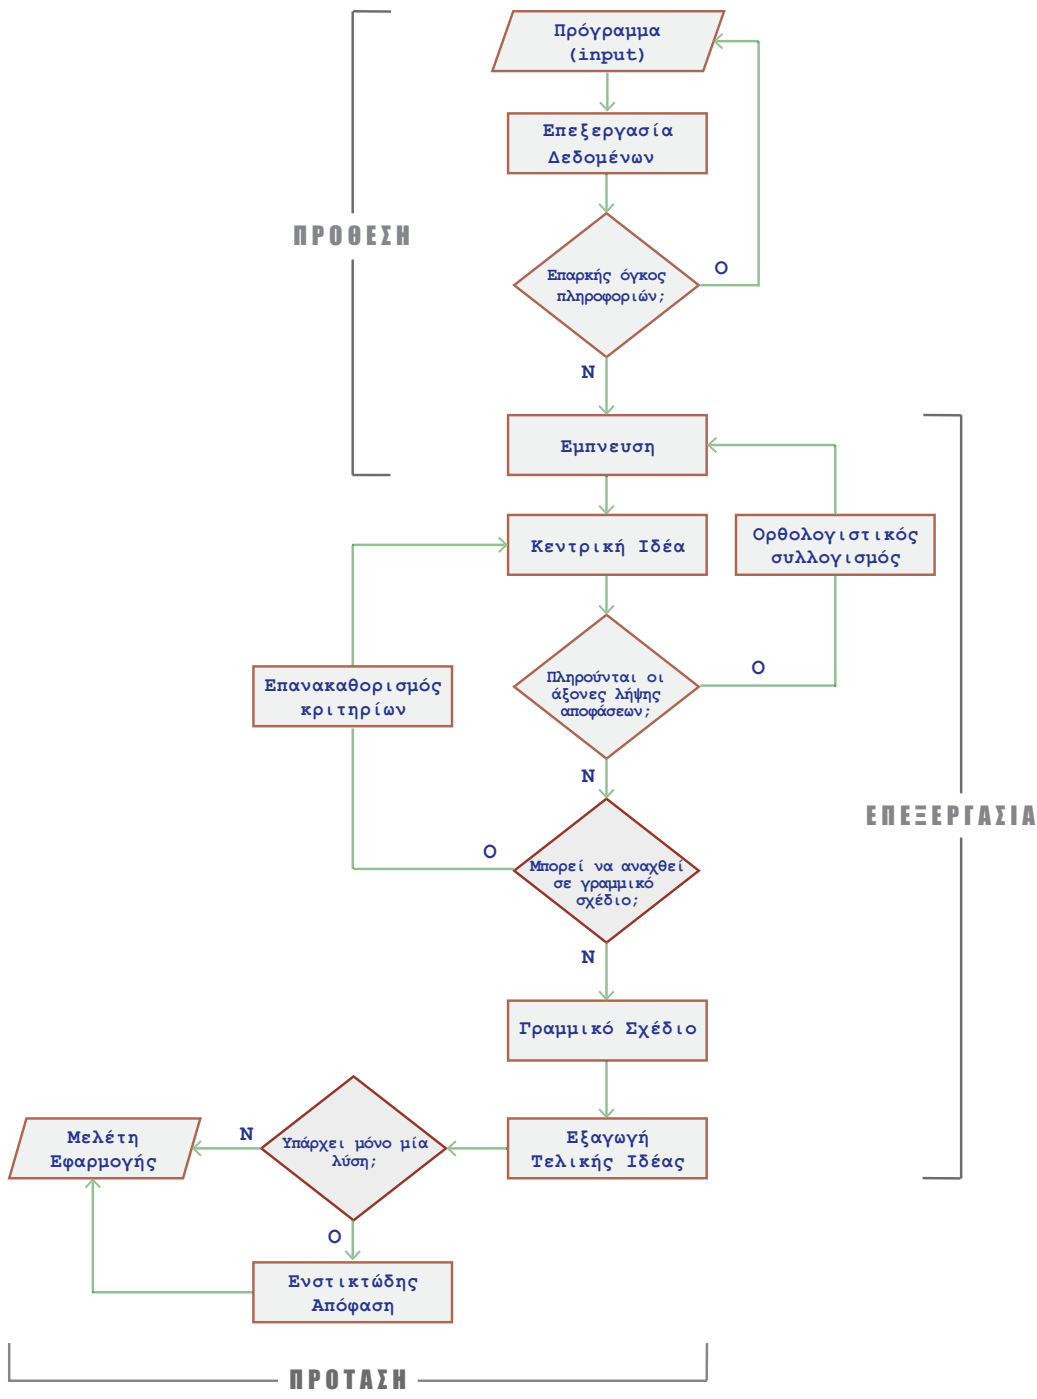 Πρόγραμμα
(input)
Επεξεργασία
Δεδομένων
ΠΡΟΘΕΣΗ
Επαρκής όγκος
πληροφοριών;
Ο
Ν
Εμπνευση
Κεντρική Ιδέα
Ορθολογιστικός
συλλογισμός
Επανακαθορισμός
κριτηρίων
Πληρούνται οι
άξονες λήψης
αποφάσεων;
Ο
Ν
ΕΠΕΞΕΡΓΑΣΙΑ
Ο
Μπορεί να αναχθεί
σε γραμμικό
σχέδιο;
Ν
Γραμμικό Σχέδιο
Μελέτη
Εφαρμογής
Ν
Υπάρχει μόνο μία
λύση;
Εξαγωγή
Τελικής Ιδέας
Ο
Ενστικτώδης
Απόφαση
ΠΡΟΤΑΣΗ